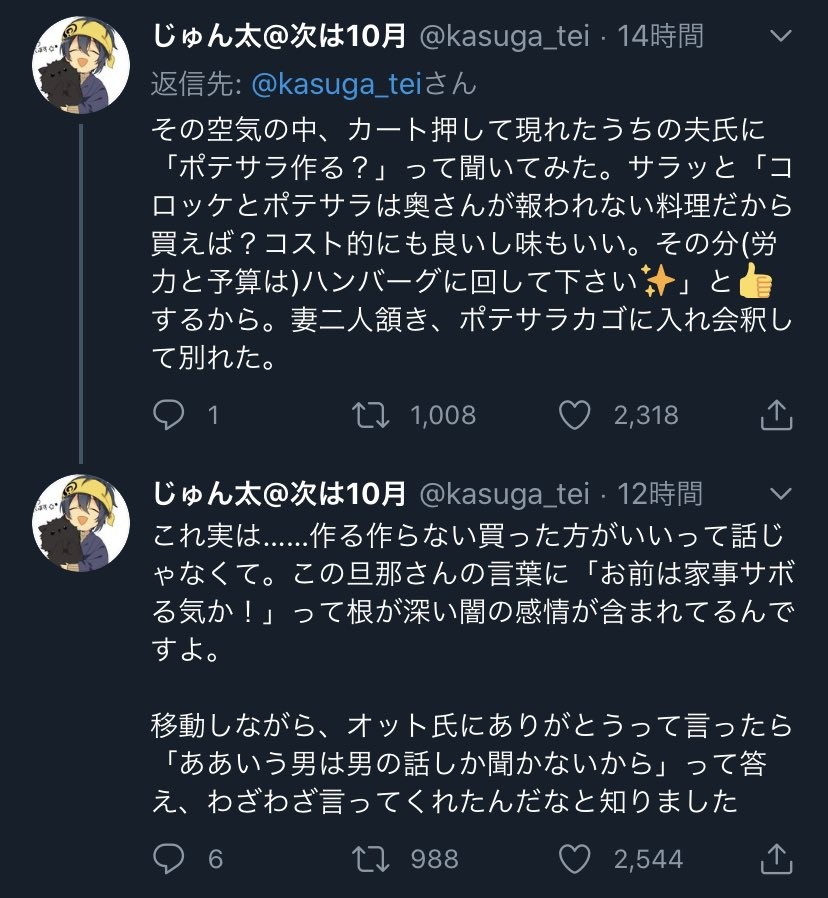 じゅん太@次は10月 @kasuga_tei · 14時間
返信先: @kasuga_teiさん
その空気の中、カート押して現れたうちの夫氏に
「ポテサラ作る？」って聞いてみた。サラッと「コ
ロッケとポテサラは奥さんが報われない料理だから
買えば？コスト的にも良いし味もいい。その分(労
力と予算は)ハンバーグに回して下さい✨」と👍
するから。妻二人頷き、ポテサラカゴに入れ会釈し
て別れた。
1 1,008 2,318
じゅん太@次は10月 @kasuga_tei · 12時間
これ実は……作る作らない買った方がいいって話じ
ゃなくて。この旦那さんの言葉に「お前は家事サボ
る気か！」って根が深い闇の感情が含まれてるんで
すよ。
移動しながら、オット氏にありがとうって言ったら
「ああいう男は男の話しか聞かないから」って答
え、わざわざ言ってくれたんだなと知りました
6 988 2,544